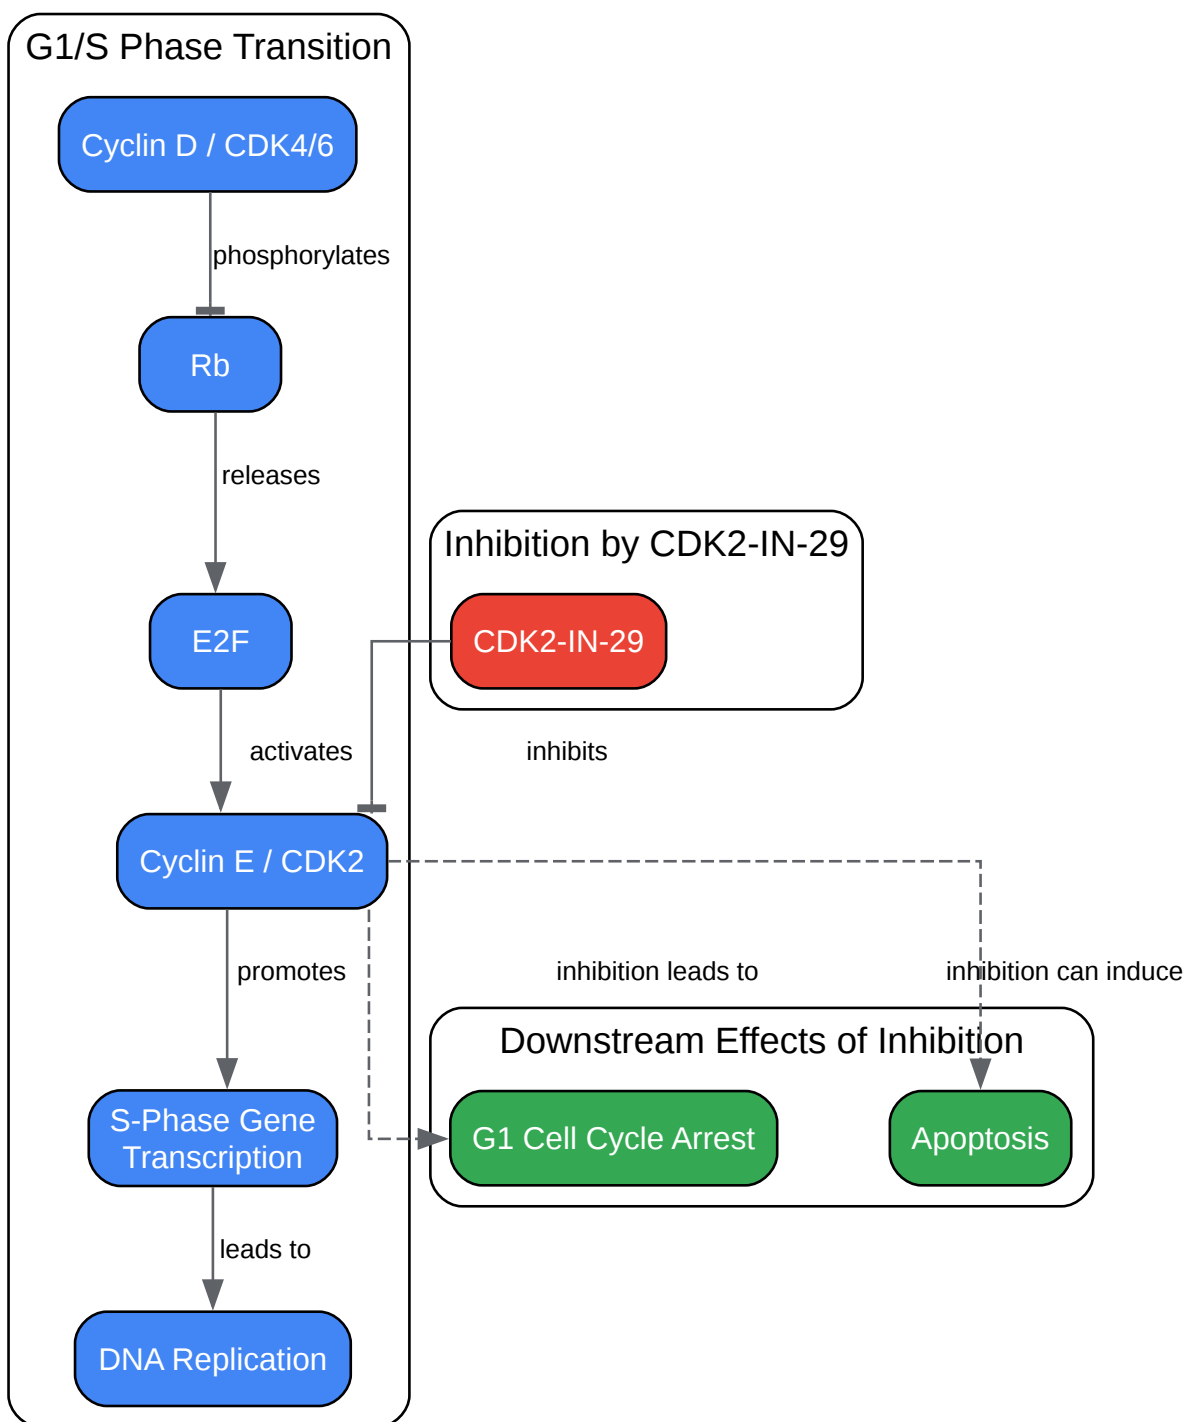 G1/S Phase Transition
Cyclin D / CDK4/6
phosphorylates
Rb
releases
Inhibition by CDK2-IN-29
E2F
CDK2-IN-29
activates
inhibits
Cyclin E / CDK2
promotes
inhibition leads to
inhibition can induce
Downstream Effects of Inhibition
S-Phase Gene
Transcription
G1 Cell Cycle Arrest
Apoptosis
leads to
DNA Replication